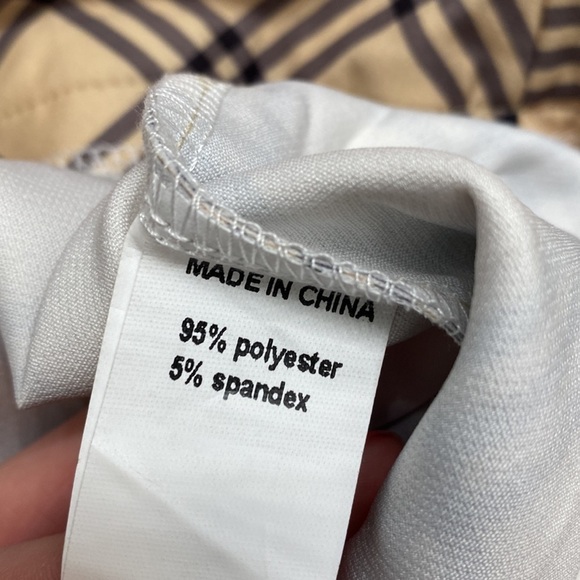 MADE IN CHINA
95% polyester
5% spandex